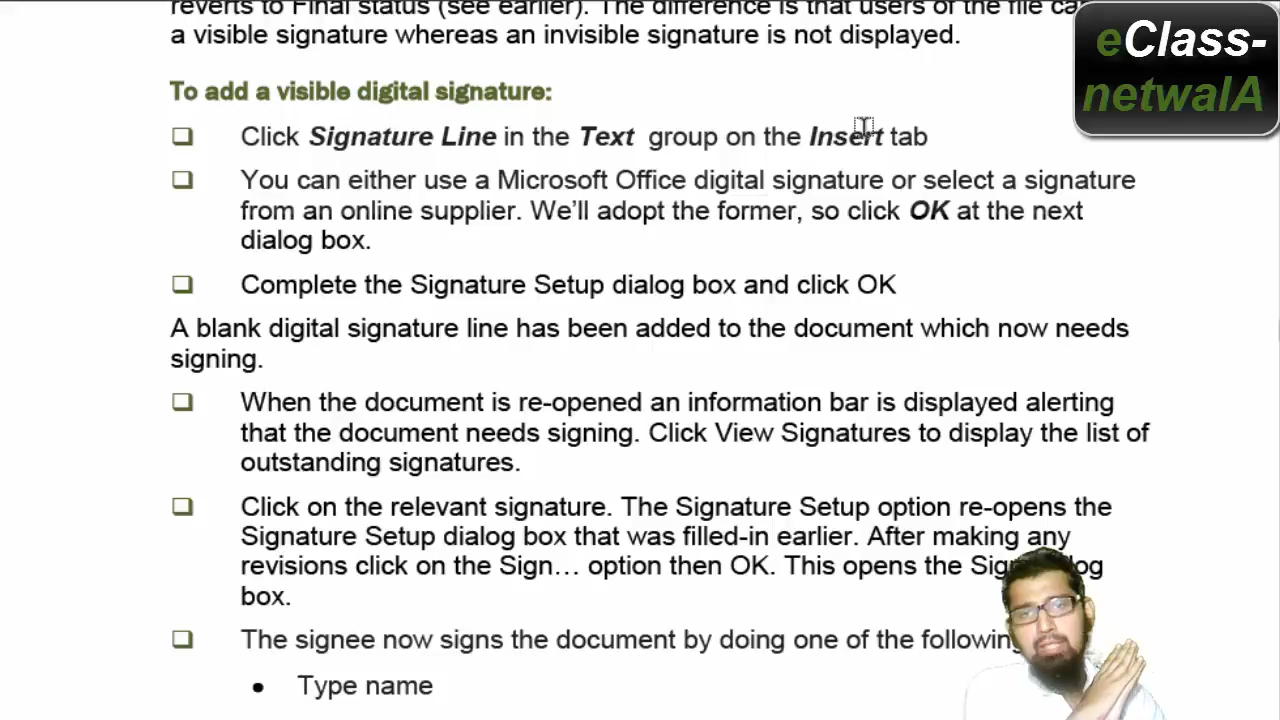 reverts to Final status (see earlier). The difference is that users of the file
a visible signature whereas an invisible signature is not displayed.
eClass-
netwalA
To add a visible digital signature:
Click Signature Line in the Text group on the Insert tab
You can either use a Microsoft Office digital signature or select a signature
from an online supplier. We'll adopt the former, so click OK at the next
dialog box.
Complete the Signature Setup dialog box and click OK
A blank digital signature line has been added to the document which now needs
signing.
When the document is re-opened an information bar is displayed alerting
that the document needs signing. Click View Signatures to display the list of
outstanding signatures.
Click on the relevant signature. The Signature Setup option re-opens the
Signature Setup dialog box that was filled-in earlier. After making any
revisions click on the Sign... option then OK. This opens the
box.
The signee now signs the document by doing one of the following
• Type name